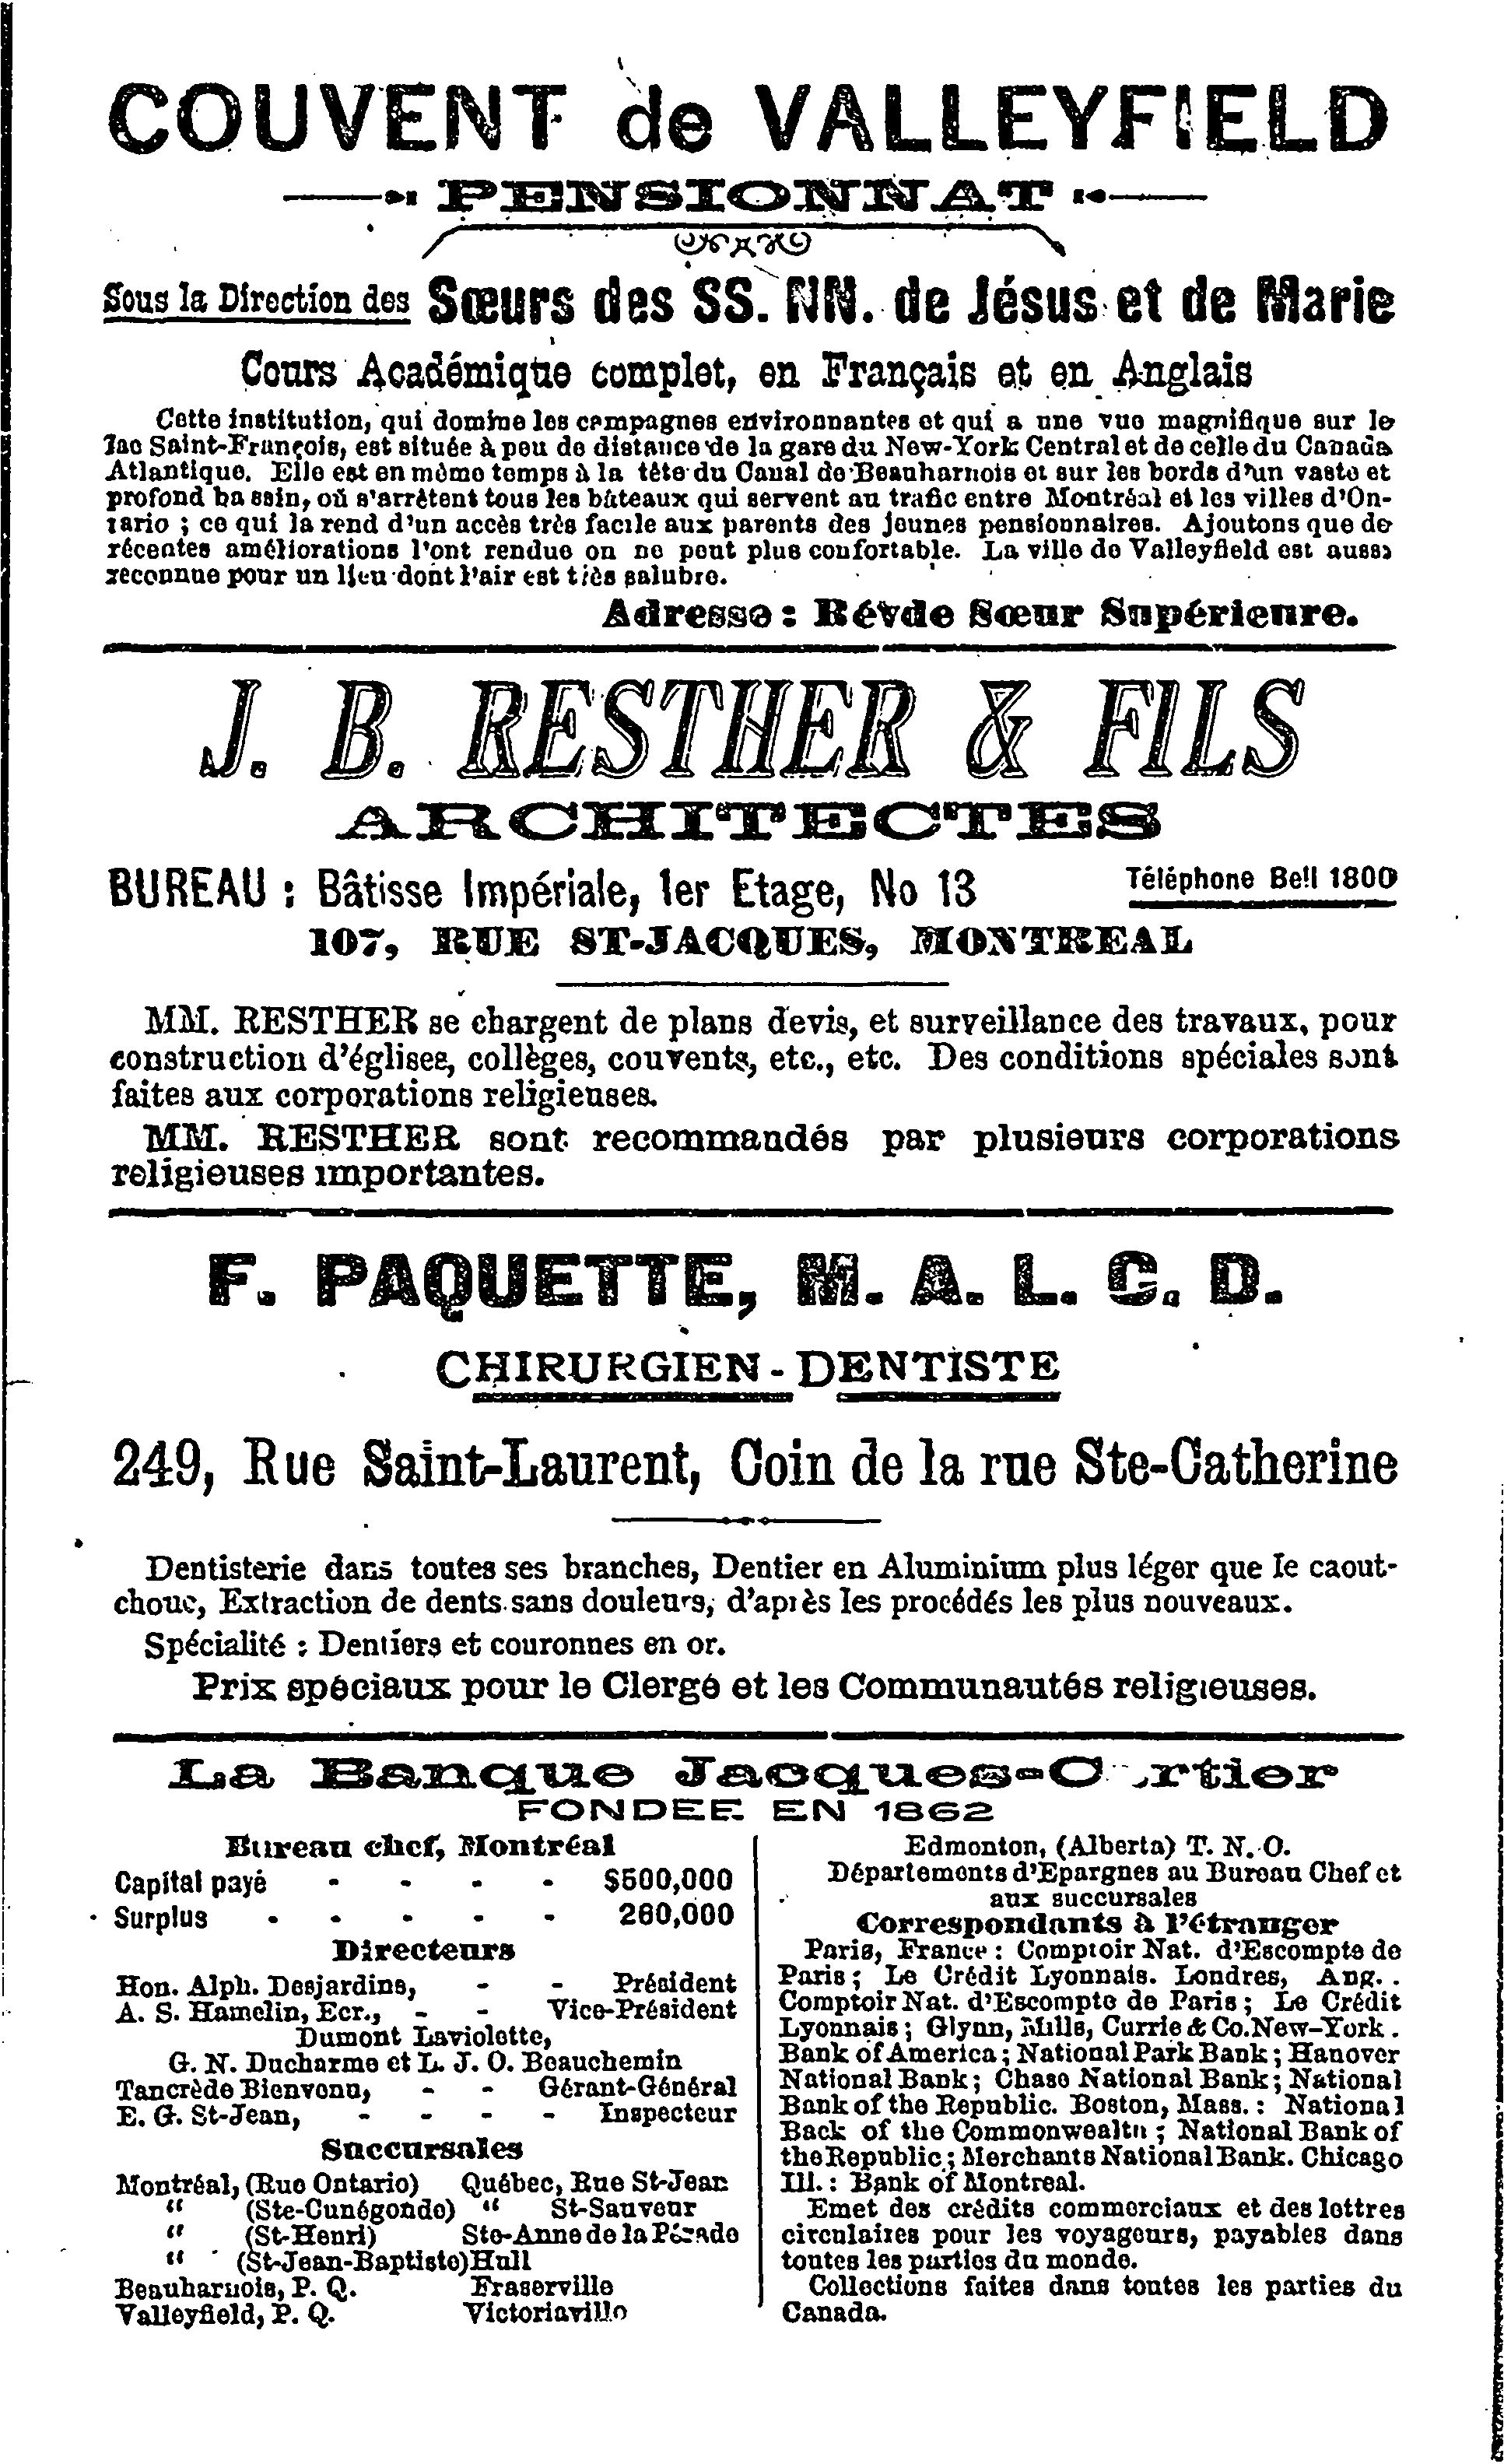 COUVENT de VALLEYFIELD
PENSIONNAT
Sous la Direction des Sœurs des SS. NN. de Jésus et de Marie
Cours Académique complet, en Français et en Anglais
Cette institution, qui domine les campagnes environnantes et qui a une vue magnifique sur le
lac Saint-François, est située à peu de distance de la gare du New-York Central et de celle du Canada
Atlantique. Elle est en même temps à la tête du Canal de Beauharnois et sur les bords d'un vaste et
profond bassin, où s'arrêtent tous les bâteaux qui servent au trafic entre Montréal et les villes d'On-
tario ; ce qui la rend d'un accès très facile aux parents des jeunes pensionnaires. Ajoutons que de
récentes améliorations l'ont rendue on ne peut plus confortable. La ville de Valleyfield est aussi
reconnue pour un lieu dont l'air est très salubre.
Adresse : Révde Sœur Supérieure.
J. B. RESTHER & FILS
ARCHITECTES
BUREAU : Bâtisse Impériale, 1er Etage, No 13 Téléphone Bell 1800
107, RUE ST-JACQUES, MONTREAL
MM. RESTHER se chargent de plans devis, et surveillance des travaux, pour
construction d'églises, collèges, couvents, etc., etc. Des conditions spéciales sont
faites aux corporations religieuses.
MM. RESTHER sont recommandés par plusieurs corporations
religieuses importantes.
F. PAQUETTE, M. A. L. C. D.
CHIRURGIEN - DENTISTE
249, Rue Saint-Laurent, Coin de la rue Ste-Catherine
Dentisterie dans toutes ses branches, Dentier en Aluminium plus léger que le caout-
chouc, Extraction de dents sans douleurs, d'après les procédés les plus nouveaux.
Spécialité : Dentiers et couronnes en or.
Prix spéciaux pour le Clergé et les Communautés religieuses.
La Banque Jacques-Cartier
FONDEE EN 1862
Bureau chef, Montréal
Capital payé - - - - $500,000
Surplus - - - - - 260,000
Directeurs
Hon. Alph. Desjardins, - - Président
A. S. Hamelin, Ecr., - - Vice-Président
Dumont Laviolette,
G. N. Ducharme et L. J. O. Beauchemin
Tancrède Bienvenu, - - Gérant-Général
E. G. St-Jean, - - - - Inspecteur
Succursales
Montréal, (Rue Ontario) Québec, Rue St-Jean
" (Ste-Cunégonde) " St-Sauveur
" (St-Henri) Ste-Anne de la Pérade
" (St-Jean-Baptiste) Hull
Beauharnois, P. Q. Fraserville
Valleyfield, P. Q. Victoriaville
Edmonton, (Alberta) T. N. O.
Départements d'Epargnes au Bureau Chef et
aux succursales
Correspondants à l'étranger
Paris, France : Comptoir Nat. d'Escompte de
Paris ; Le Crédit Lyonnais. Londres, Ang. .
Comptoir Nat. d'Escompte de Paris ; Le Crédit
Lyonnais ; Glynn, Mills, Currie & Co. New-York .
Bank of America ; National Park Bank ; Hanover
National Bank ; Chase National Bank ; National
Bank of the Republic. Boston, Mass. : National
Back of the Commonwealth ; National Bank of
the Republic ; Merchants National Bank. Chicago
Ill. : Bank of Montreal.
Emet des crèdits commerciaux et des lettres
circulaires pour les voyageurs, payables dans
toutes les parties du monde.
Collections faites dans toutes les parties du
Canada.